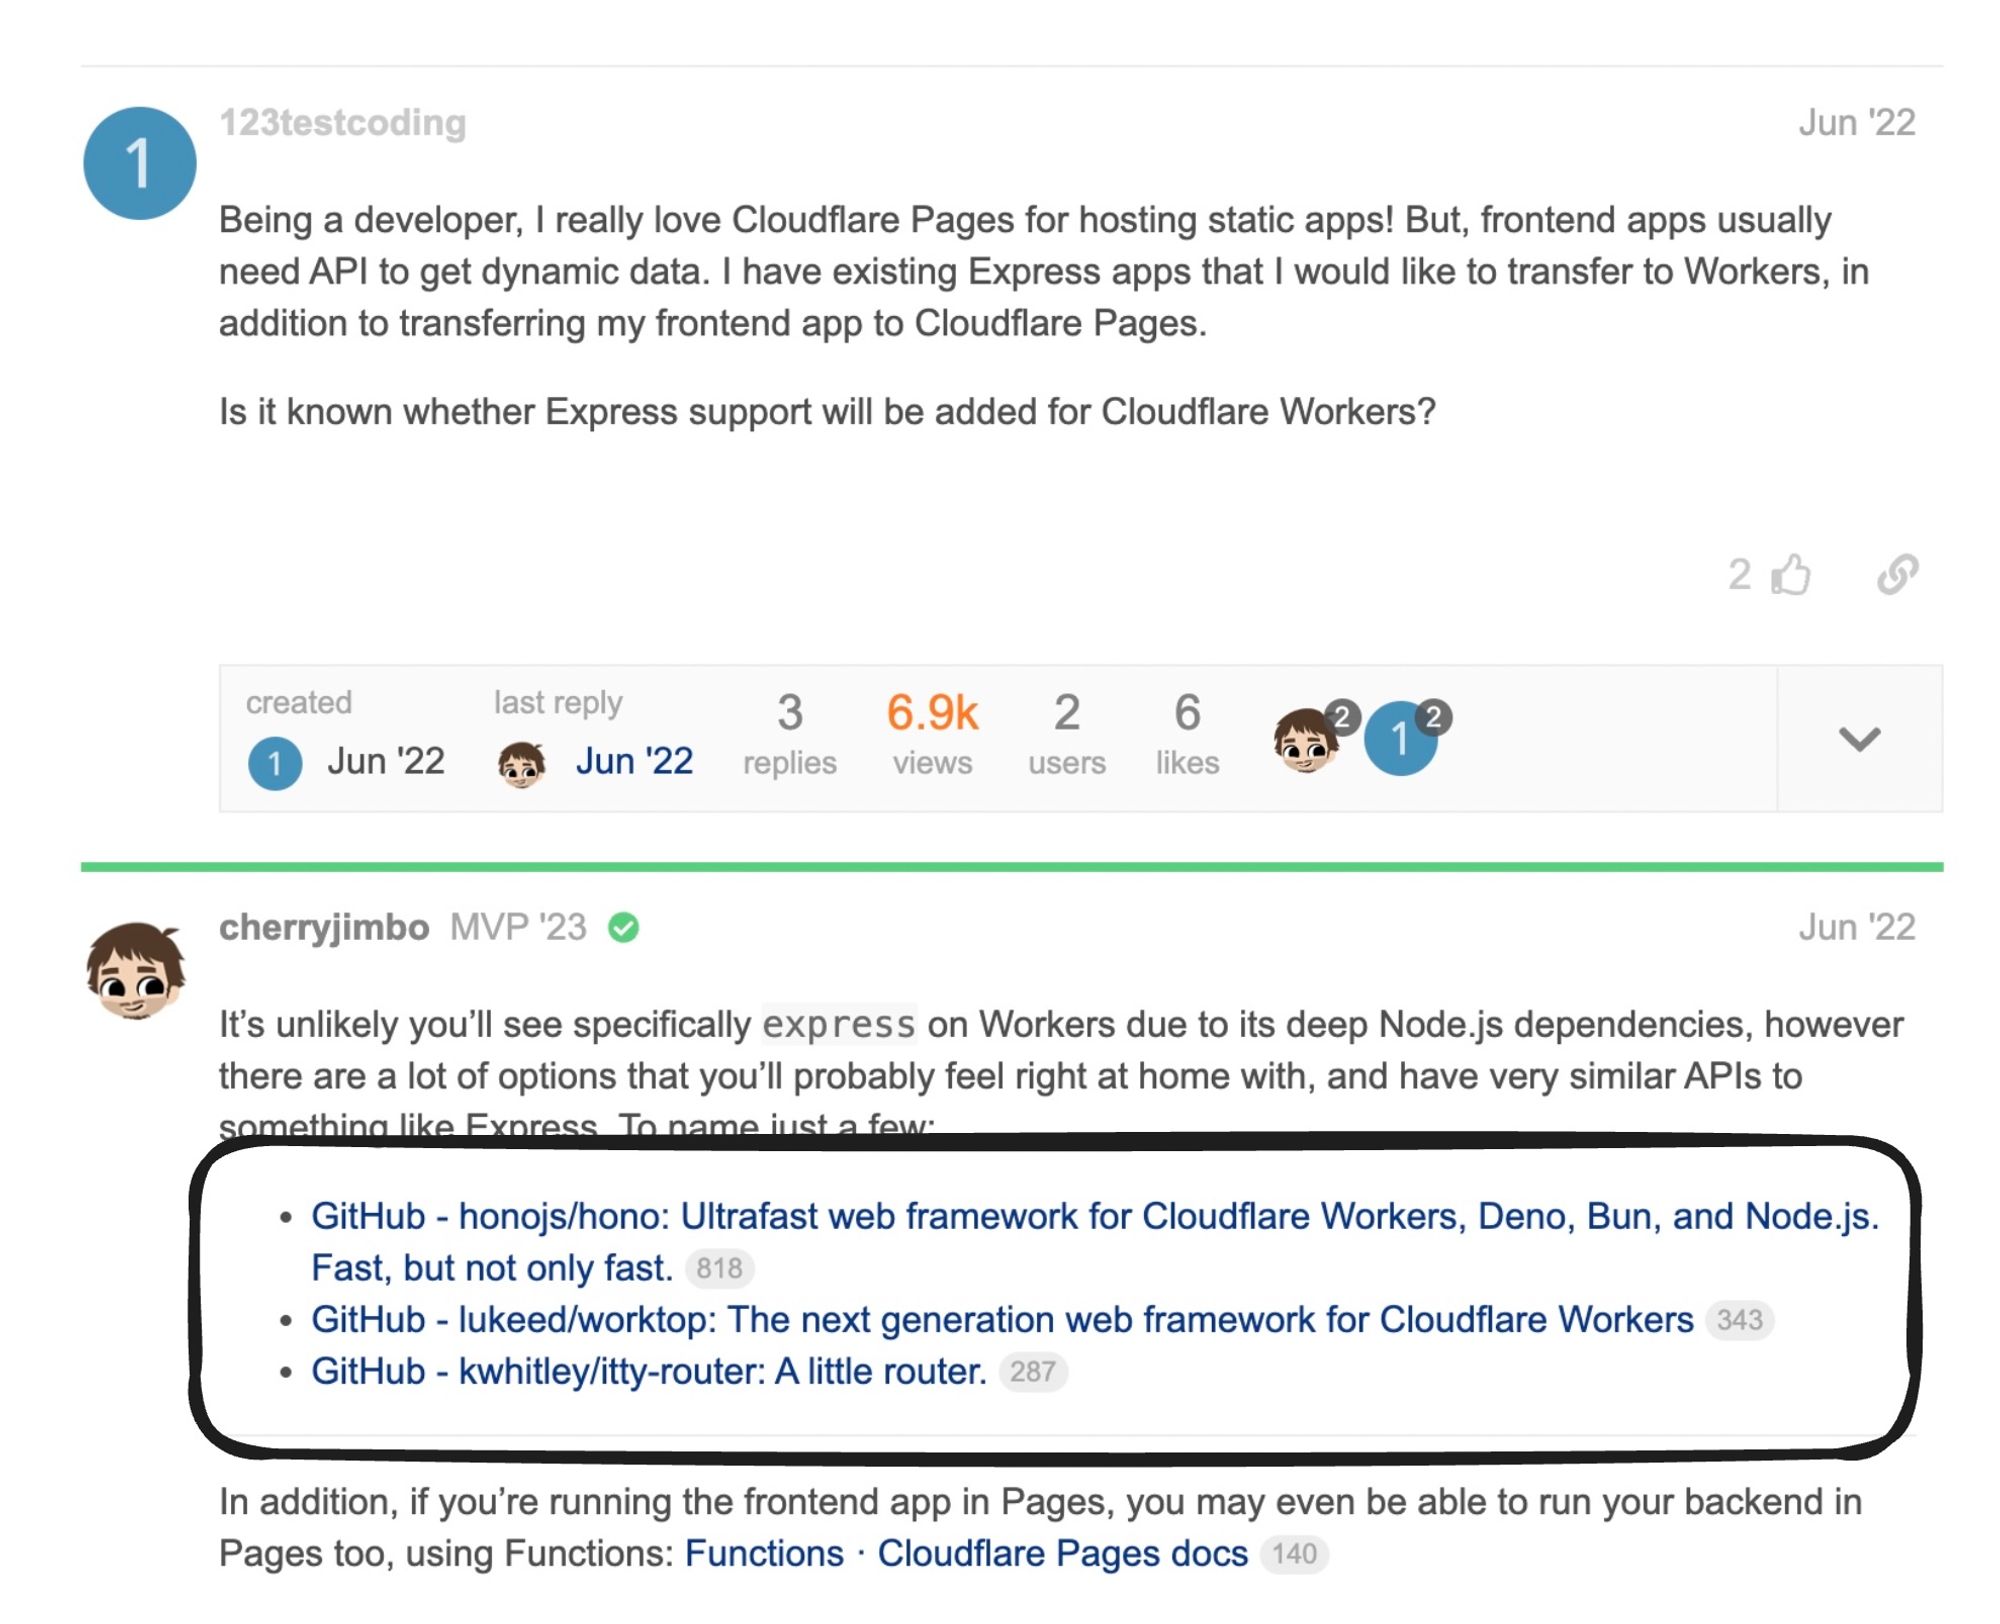 123testcoding
Jun '22
1
Being a developer, I really love Cloudflare Pages for hosting static apps! But, frontend apps usually
need API to get dynamic data. I have existing Express apps that I would like to transfer to Workers, in
addition to transferring my frontend app to Cloudflare Pages.
Is it known whether Express support will be added for Cloudflare Workers?
2
created
last reply
3
6.9k
2
6
2
1
2
1
Jun '22
Jun '22
replies
views
users
likes
cherryjimbo MVP '23
Jun '22
It's unlikely you'll see specifically express on Workers due to its deep Node.js dependencies, however
there are a lot of options that you'll probably feel right at home with, and have very similar APIs to
something like Express. To name just a few:
• GitHub - honojs/hono: Ultrafast web framework for Cloudflare Workers, Deno, Bun, and Node.js.
Fast, but not only fast. 818
• GitHub - lukeed/worktop: The next generation web framework for Cloudflare Workers 343
• GitHub - kwhitley/itty-router: A little router. 287
In addition, if you're running the frontend app in Pages, you may even be able to run your backend in
Pages too, using Functions: Functions · Cloudflare Pages docs 140